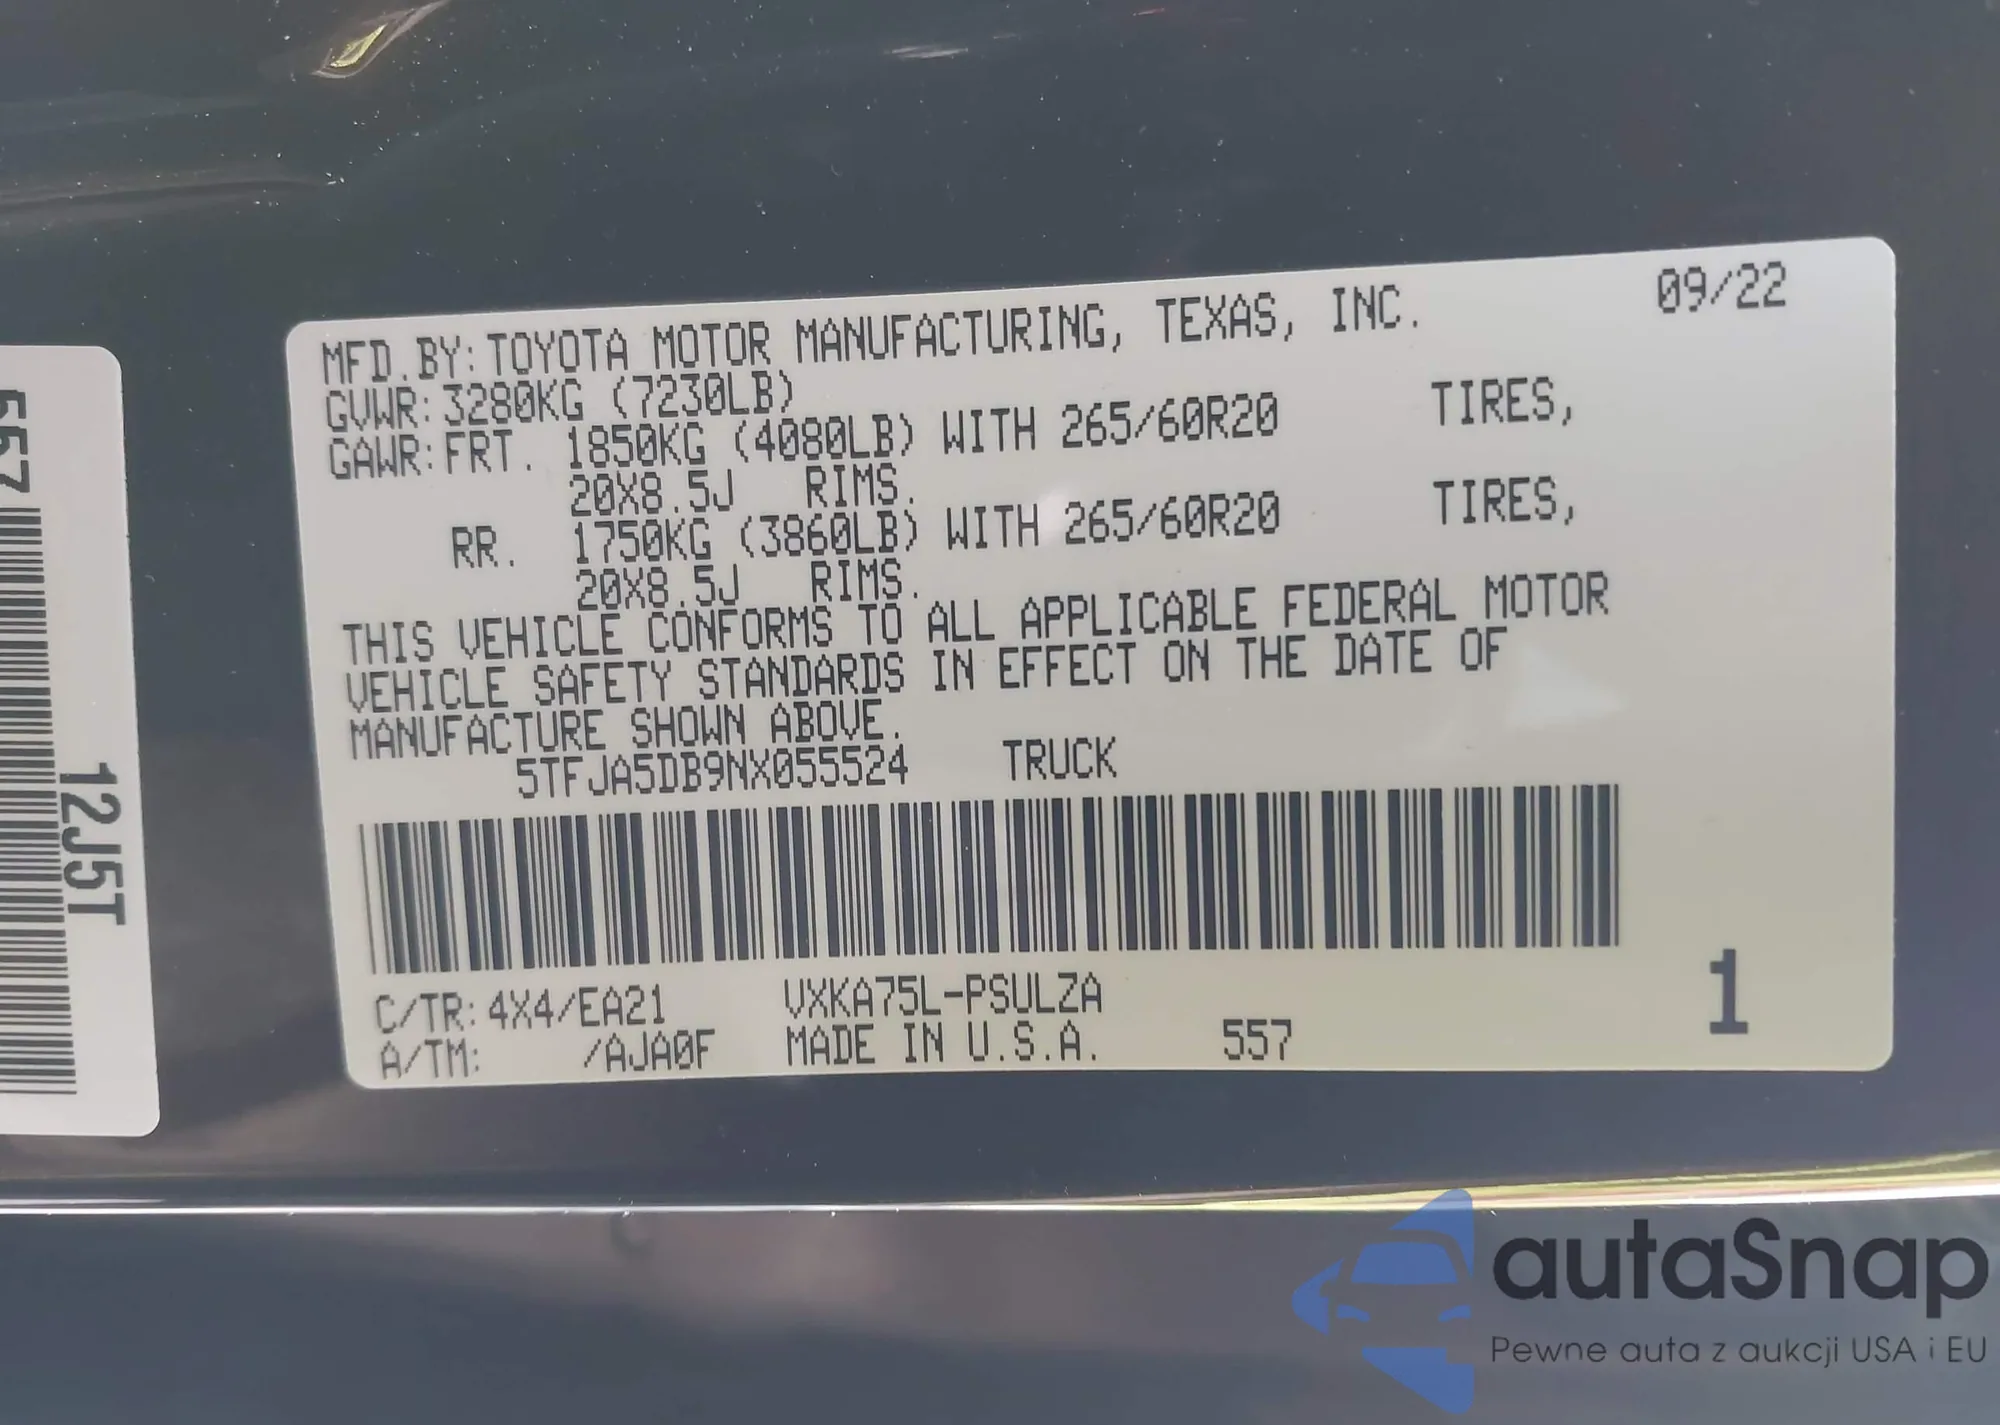 MFD.BY: TOYOTA MOTOR MANUFACTURING, TEXAS, INC. 09/22
GVWR: 3280KG (7230LB)
GAWR: FRT. 1850KG (4080LB) WITH 265/60R20 TIRES,
20X8.5J RIMS.
RR. 1750KG (3860LB) WITH 265/60R20 TIRES,
20X8.5J RIMS.
THIS VEHICLE CONFORMS TO ALL APPLICABLE FEDERAL MOTOR
VEHICLE SAFETY STANDARDS IN EFFECT ON THE DATE OF
MANUFACTURE SHOWN ABOVE.
5TFJA5DB9NX055524 TRUCK
C/TR: 4X4/EA21 VXKA75L-PSULZA
A/TM: /AJA0F MADE IN U.S.A. 557
1
557
12J5T
autaSnap
Pewne auta z aukcji USA i EU